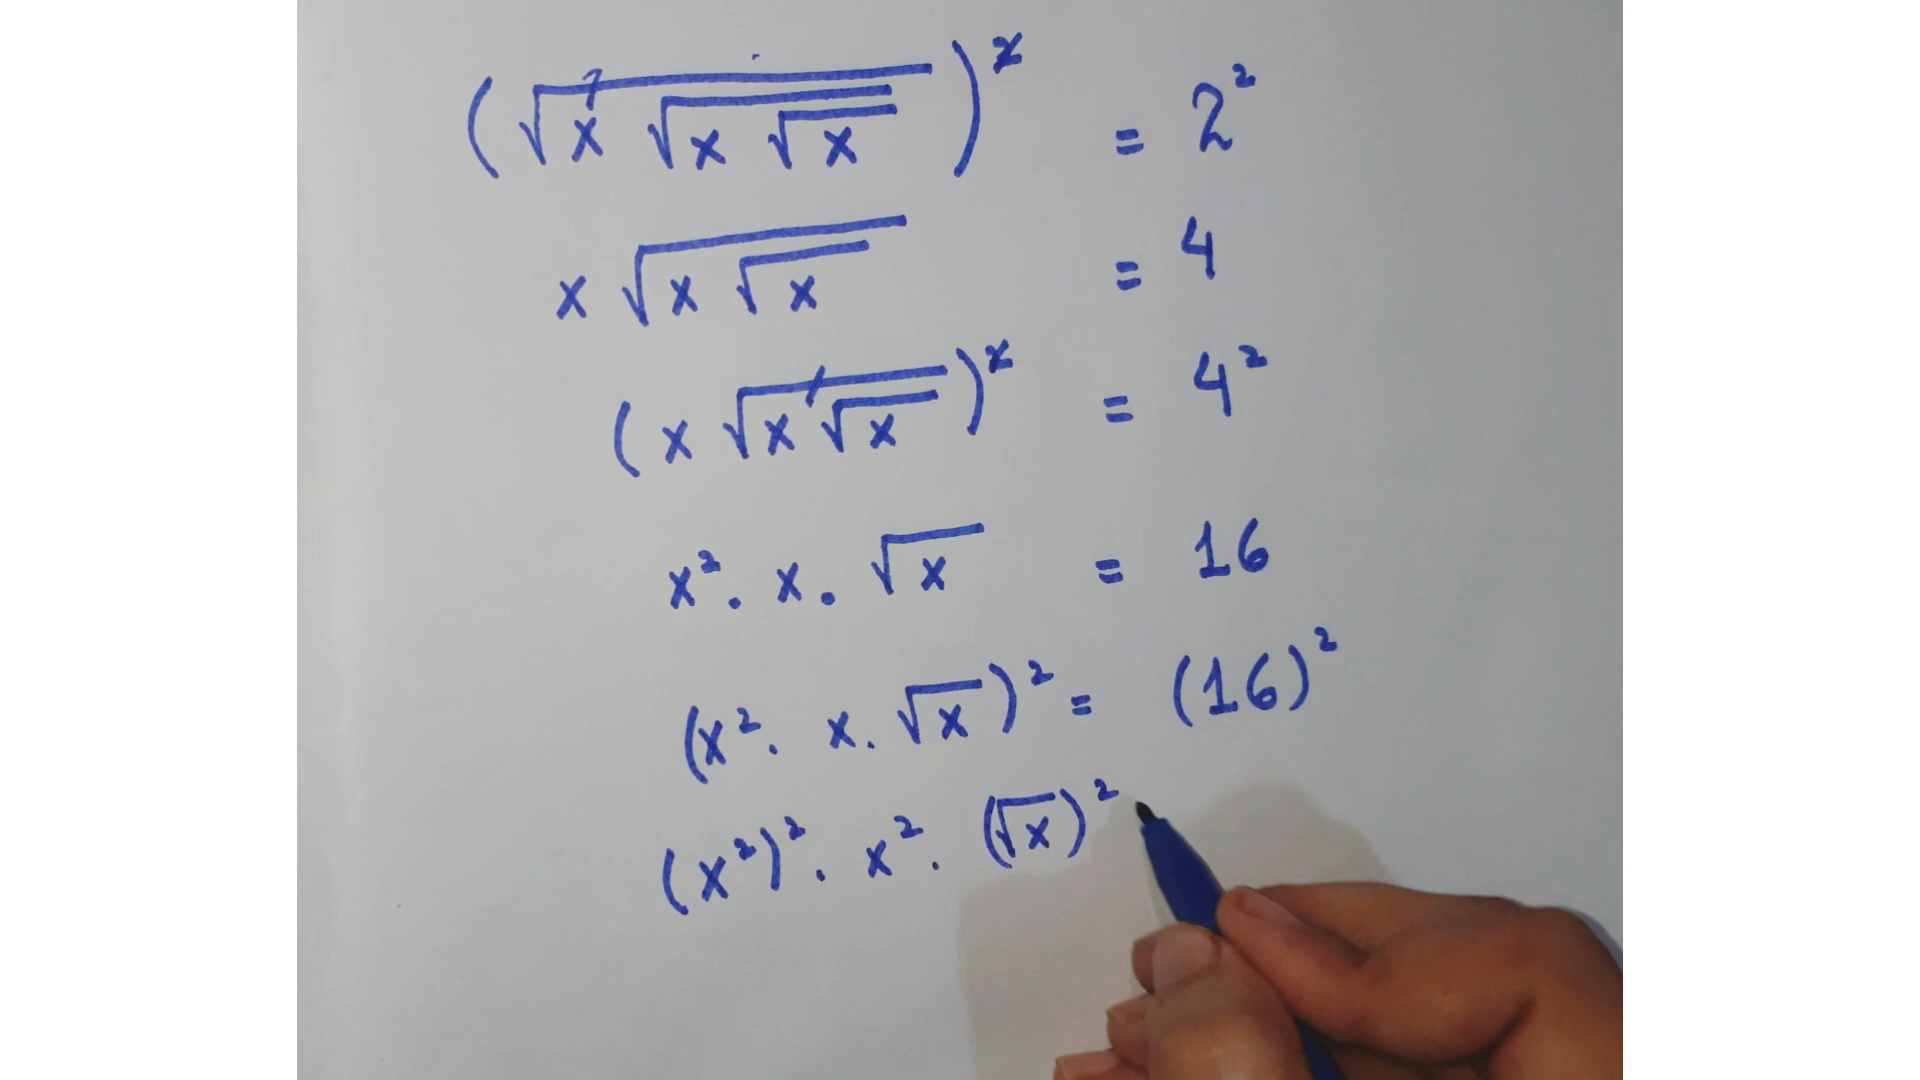 (√(x √(x √x)))² = 2²
x √(x √x) = 4
(x √(x √x))² = 4²
x² . x . √x = 16
(x² . x . √x)² = (16)²
(x²)² . x² . (√x)²